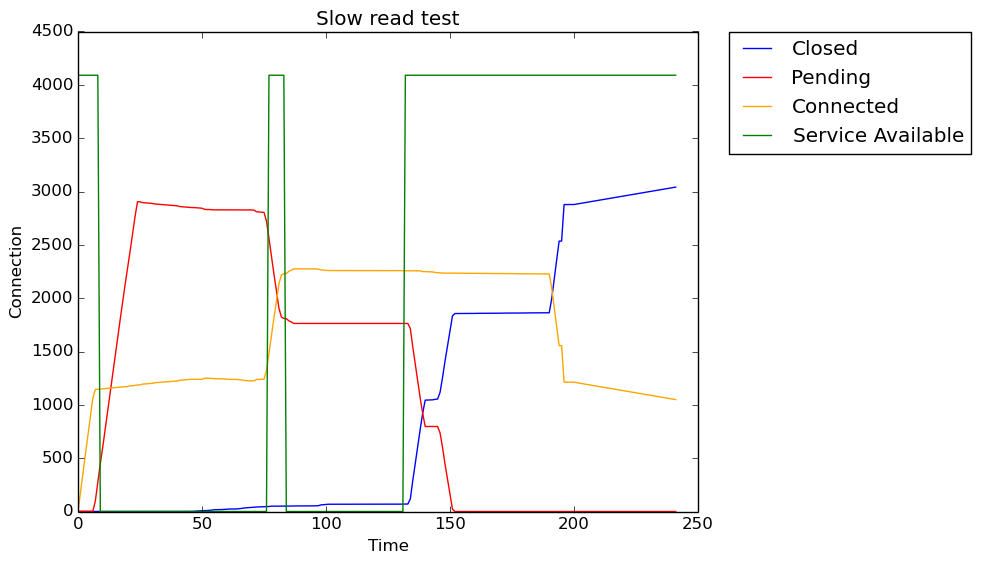 Slow read test
4500
4000
3500
3000
2500
2000
1500
1000
500
0
Connection
0 50 100 150 200 250
Time
Closed
Pending
Connected
Service Available